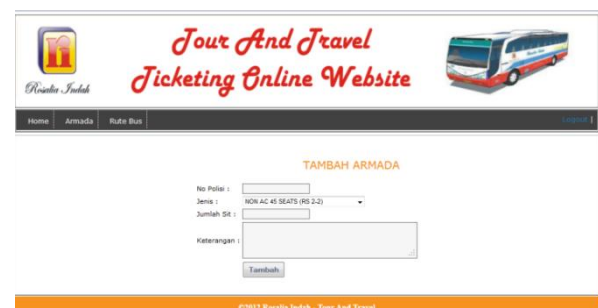 Tour And Travel
Ticketing Online Website
Rosalia Indah
Home Armada Rute Bus Logout |
TAMBAH ARMADA
No Polisi :
Jenis : NON AC 45 SEATS (RS 2-2)
Jumlah Sit :
Keterangan :
Tambah
©2012 Rosalia Indah - Tour And Travel